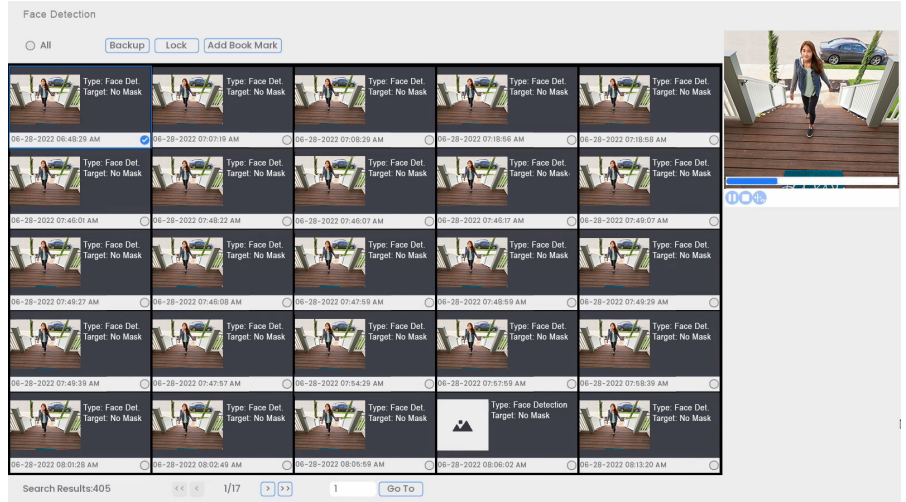 Face Detection
All Backup Lock Add Book Mark
Type: Face Det. Type: Face Det. Type: Face Det. Type: Face Det. Type: Face Det.
Target: No Mask Target: No Mask Target: No Mask Target: No Mask Target: No Mask
06-28-2022 06:48:29 AM 06-28-2022 07:07:19 AM 06-28-2022 07:08:29 AM 06-28-2022 07:18:56 AM 06-28-2022 07:18:58 AM
Type: Face Det. Type: Face Det. Type: Face Det. Type: Face Det. Type: Face Det.
Target: No Mask Target: No Mask Target: No Mask Target: No Mask Target: No Mask
06-28-2022 07:46:01 AM 06-28-2022 07:48:22 AM 06-28-2022 07:46:07 AM 06-28-2022 07:46:17 AM 06-28-2022 07:49:07 AM
Type: Face Det. Type: Face Det. Type: Face Det. Type: Face Det. Type: Face Det.
Target: No Mask Target: No Mask Target: No Mask Target: No Mask Target: No Mask
06-28-2022 07:49:27 AM 06-28-2022 07:46:08 AM 06-28-2022 07:47:59 AM 06-28-2022 07:48:59 AM 06-28-2022 07:49:29 AM
Type: Face Det. Type: Face Det. Type: Face Det. Type: Face Det. Type: Face Det.
Target: No Mask Target: No Mask Target: No Mask Target: No Mask Target: No Mask
06-28-2022 07:49:39 AM 06-28-2022 07:47:57 AM 06-28-2022 07:54:29 AM 06-28-2022 07:57:59 AM 06-28-2022 07:58:39 AM
Type: Face Det. Type: Face Det. Type: Face Det. Type: Face Detection Type: Face Det.
Target: No Mask Target: No Mask Target: No Mask Target: No Mask Target: No Mask
06-28-2022 08:01:28 AM 06-28-2022 08:02:49 AM 06-28-2022 08:05:59 AM 06-28-2022 08:06:02 AM 06-28-2022 08:13:20 AM
Search Results:405 << < 1/17 > >> 1 Go To